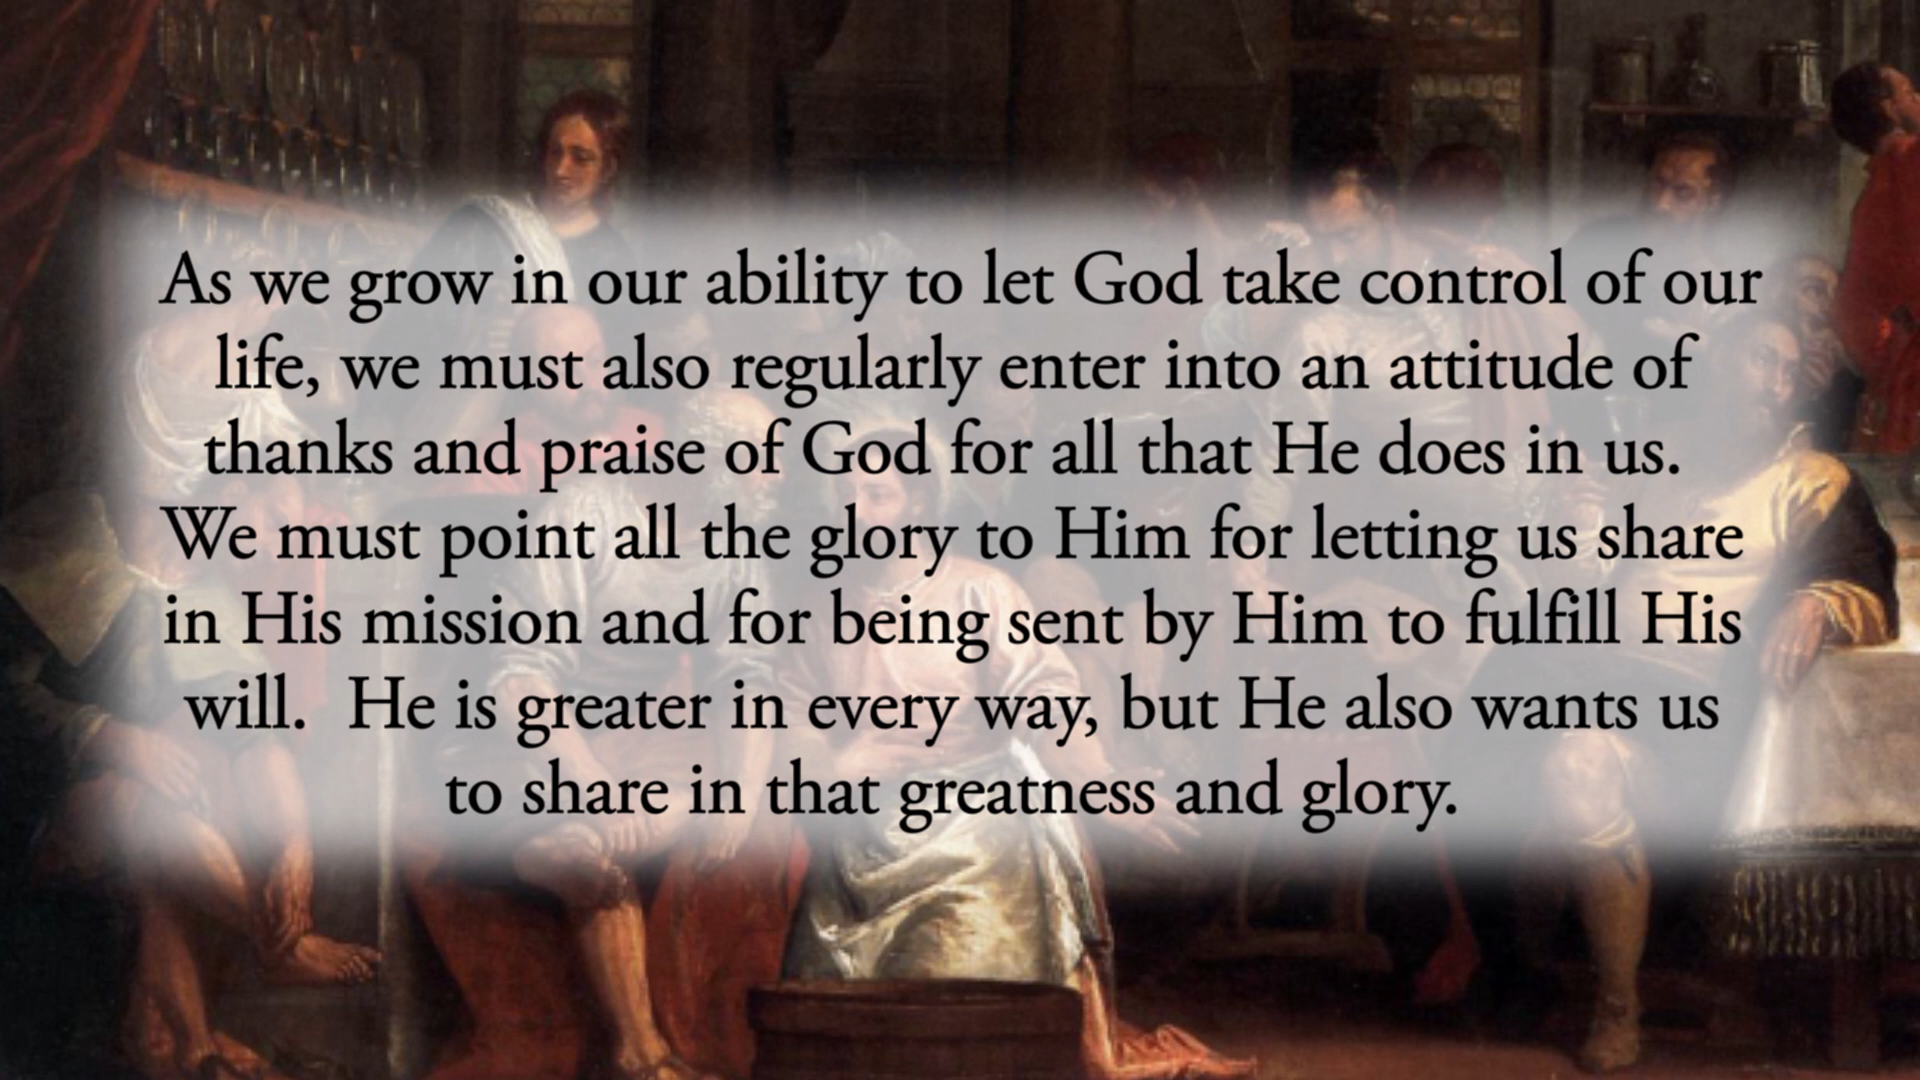 As we grow in our ability to let God take control of our
life, we must also regularly enter into an attitude of
thanks and praise of God for all that He does in us.
We must point all the glory to Him for letting us share
in His mission and for being sent by Him to fulfill His
will.  He is greater in every way, but He also wants us
to share in that greatness and glory.